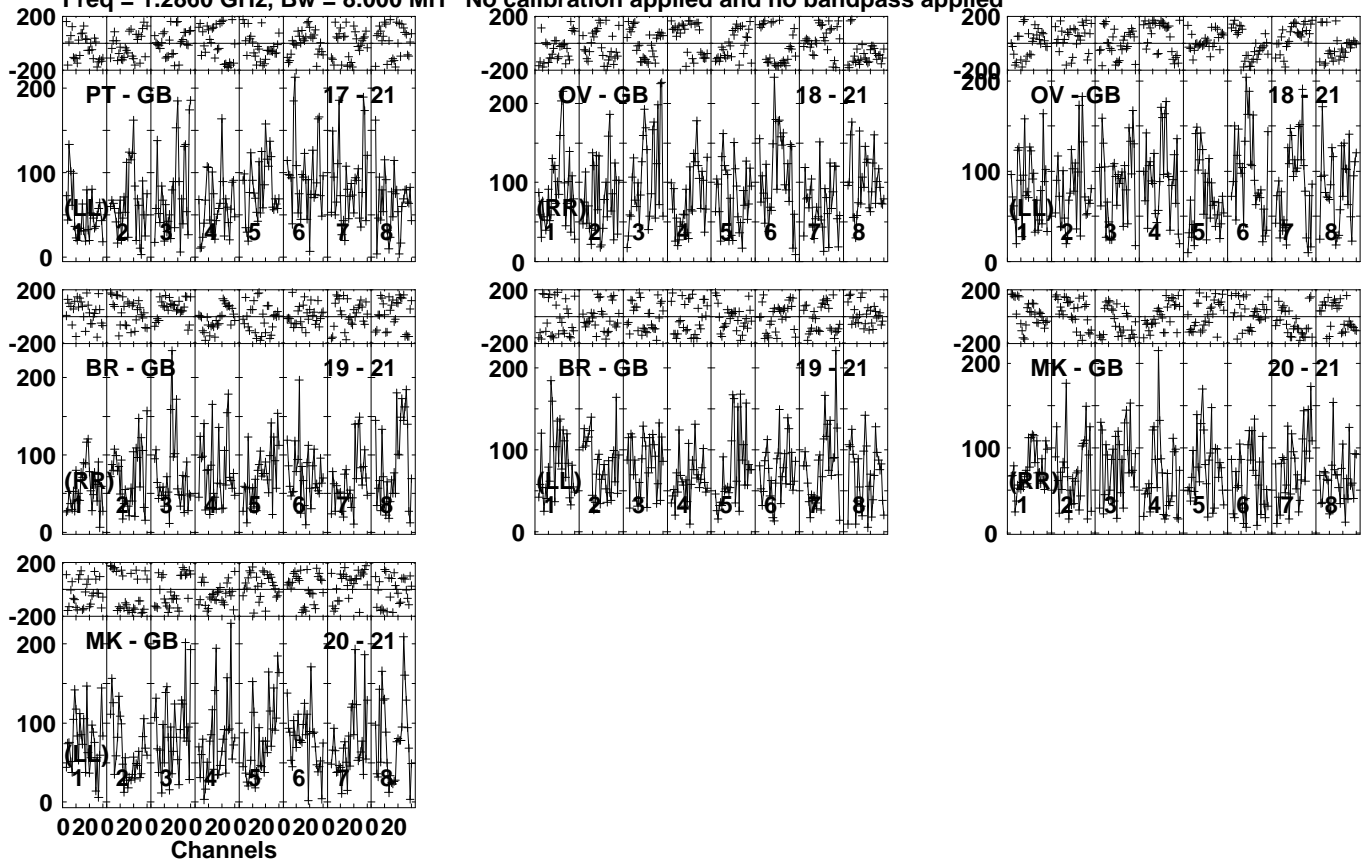 Freq = 1.2860 GHz, Bw = 8.000 MH No calibration applied and no bandpass applied
200
-200
200
100
0
PT - GB 17 - 21
(LL)
1 2 3 4 5 6 7 8
200
-200
200
100
0
OV - GB 18 - 21
(RR)
1 2 3 4 5 6 7 8
200
-200
200
100
0
OV - GB 18 - 21
(LL)
1 2 3 4 5 6 7 8
200
-200
200
100
0
BR - GB 19 - 21
(RR)
1 2 3 4 5 6 7 8
200
-200
200
100
0
BR - GB 19 - 21
(LL)
1 2 3 4 5 6 7 8
200
-200
200
100
0
MK - GB 20 - 21
(RR)
1 2 3 4 5 6 7 8
200
-200
200
100
0
MK - GB 20 - 21
(LL)
1 2 3 4 5 6 7 8
0 20 0 20 0 20 0 20 0 20 0 20 0 20 0 20
Channels